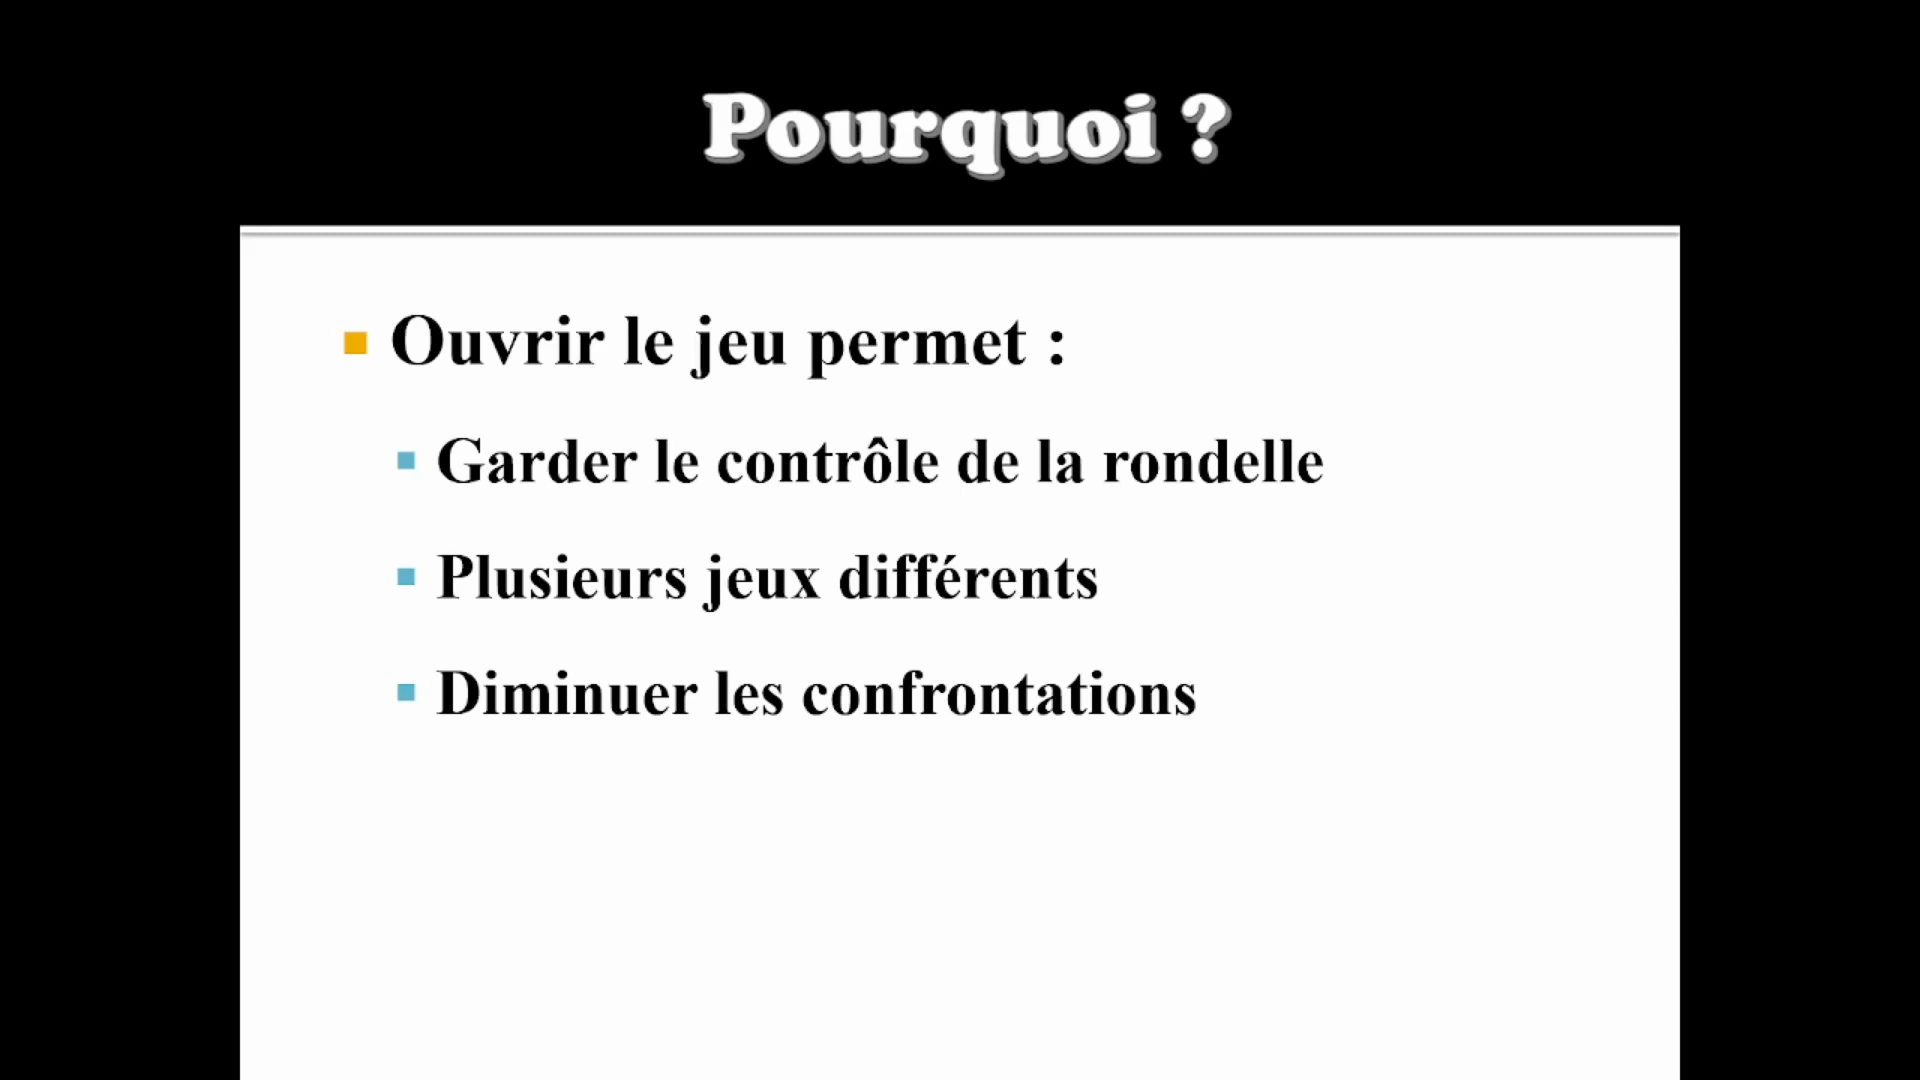 Pourquoi ?
Ouvrir le jeu permet :
Garder le contrôle de la rondelle
Plusieurs jeux différents
Diminuer les confrontations